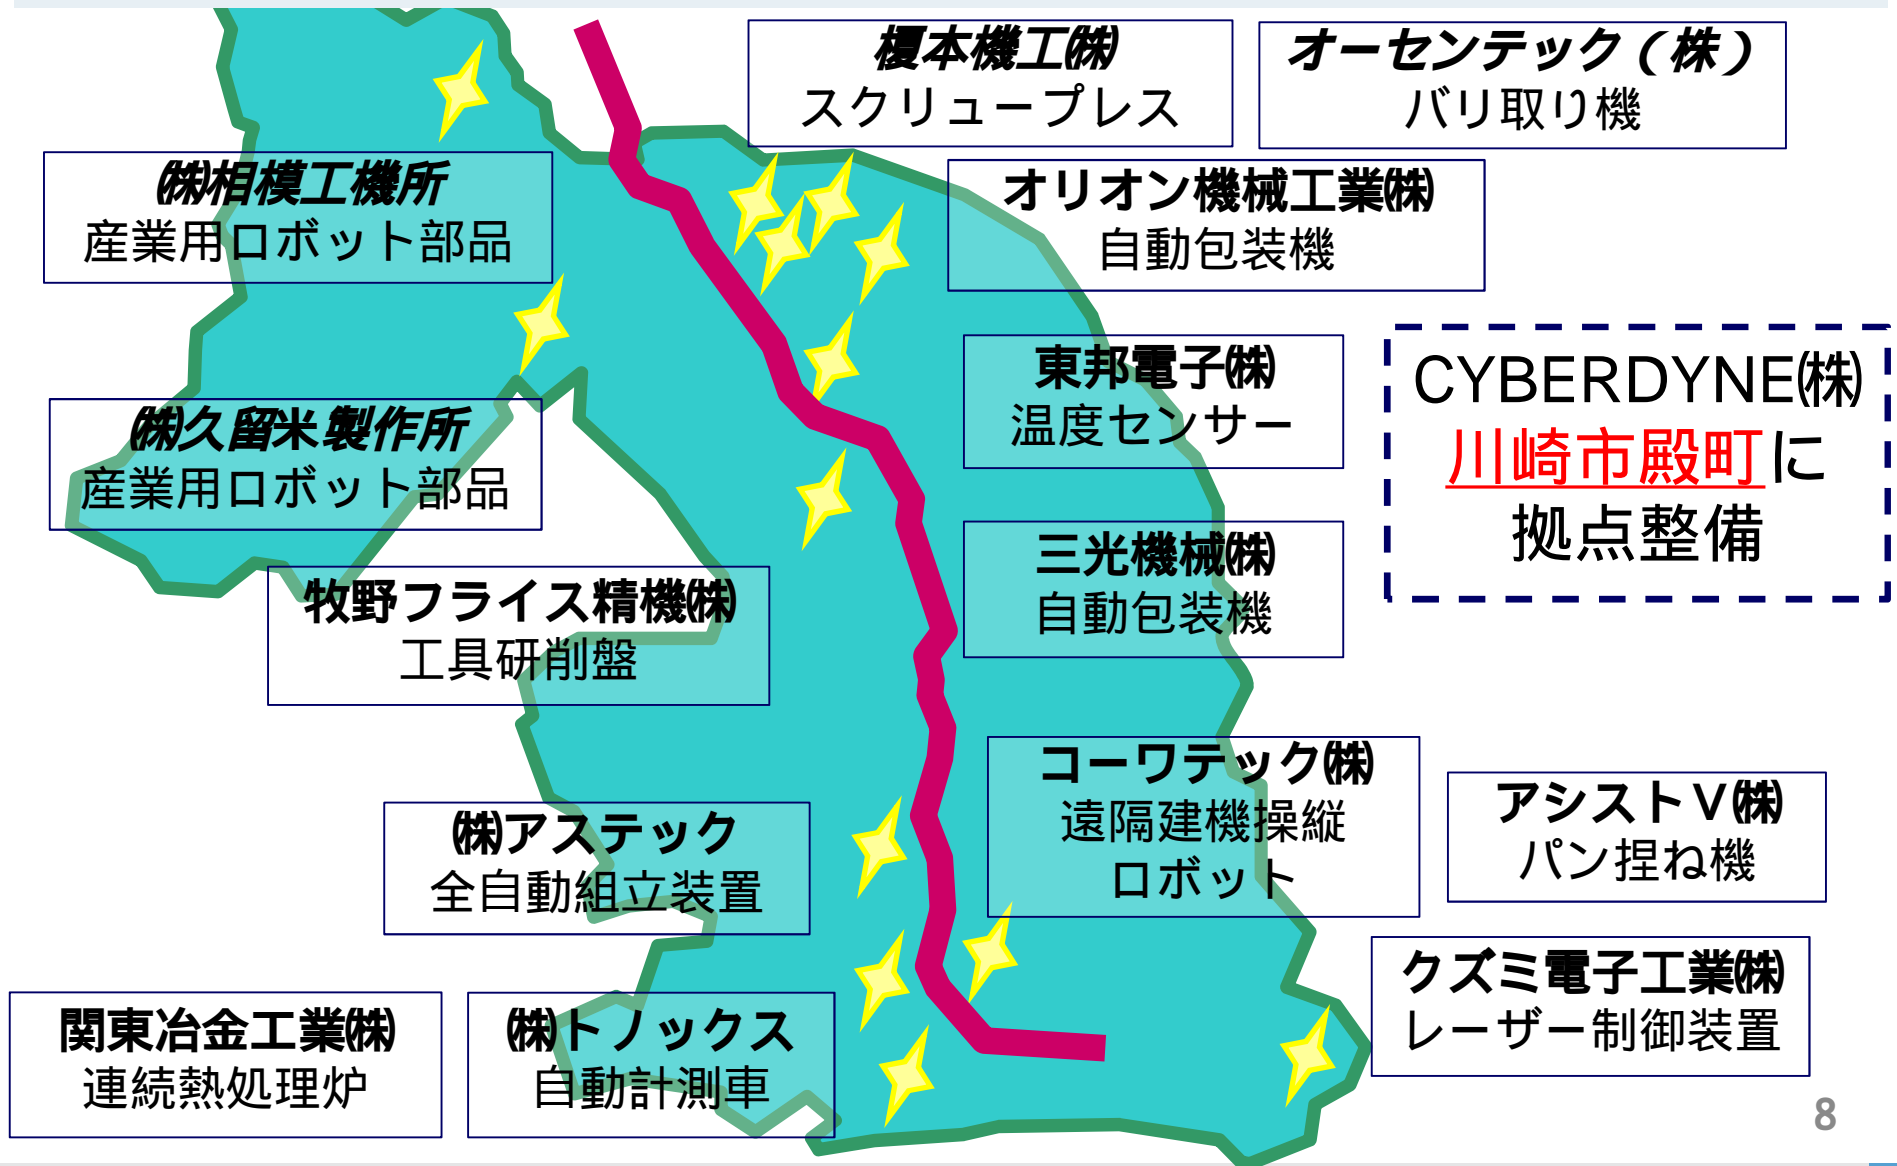 榎本機工㈱
スクリュープレス
オーセンテック（株）
バリ取り機
㈱相模工機所
産業用ロボット部品
オリオン機械工業㈱
自動包装機
東邦電子㈱
温度センサー
CYBERDYNE㈱
川崎市殿町に
拠点整備
㈱久留米製作所
産業用ロボット部品
三光機械㈱
自動包装機
牧野フライス精機㈱
工具研削盤
コーワテック㈱
遠隔建機操縦
ロボット
アシストＶ㈱
パン捏ね機
㈱アステック
全自動組立装置
クズミ電子工業㈱
レーザー制御装置
関東冶金工業㈱
連続熱処理炉
㈱トノックス
自動計測車
8